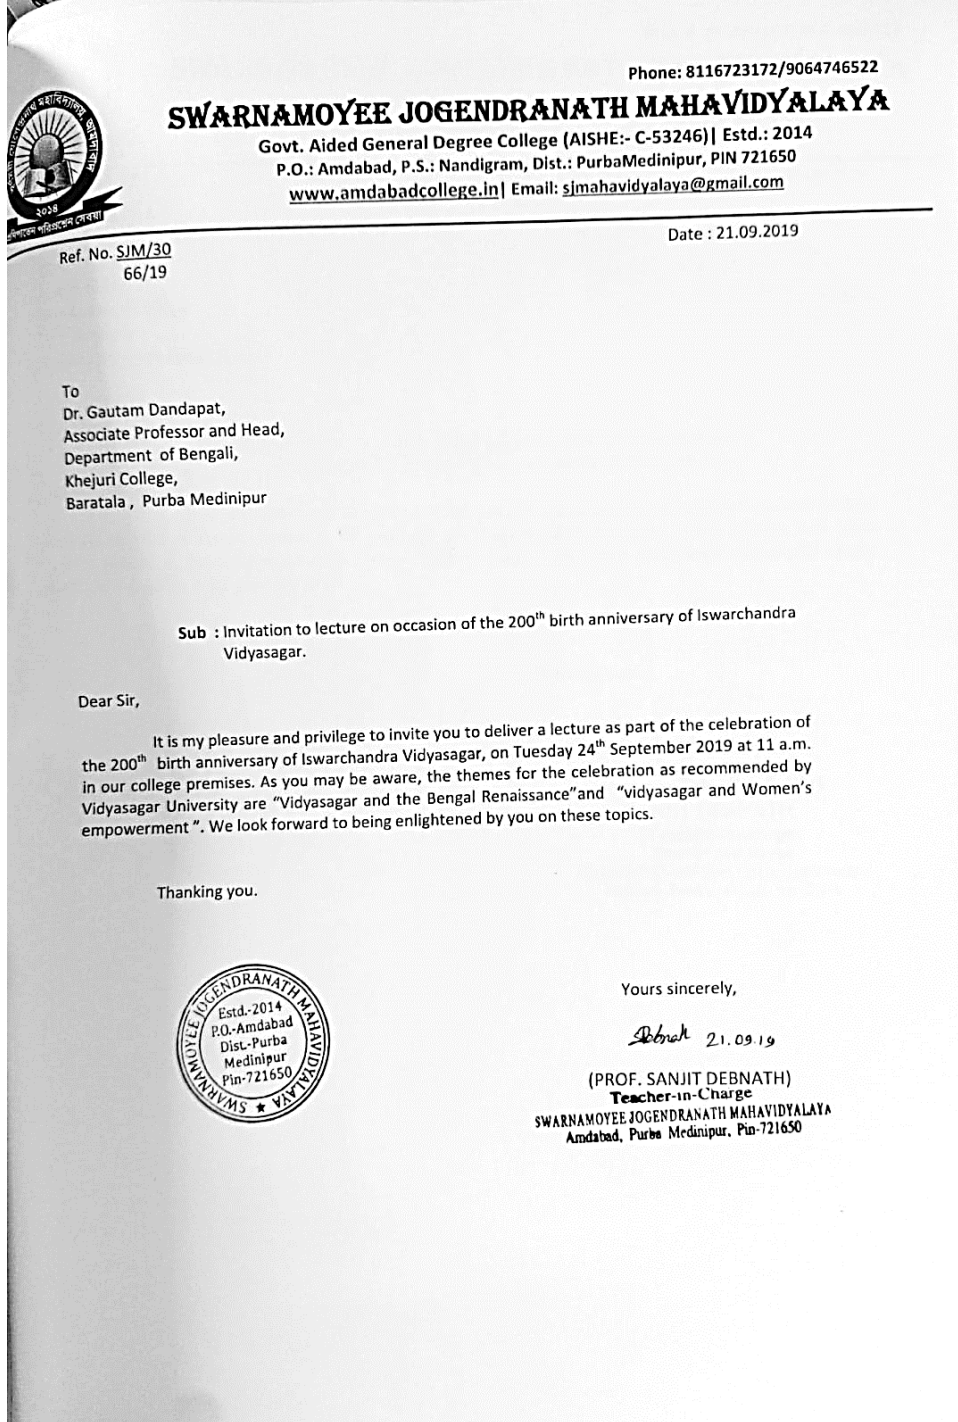 Phone: 8116723172/9064746522
SWARNAMOYEE JOGENDRANATH MAHAVIDYALAYA
Govt. Aided General Degree College (AISHE:- C-53246)| Estd.: 2014
P.O.: Amdabad, P.S.: Nandigram, Dist.: PurbaMedinipur, PIN 721650
www.amdabadcollege.in| Email: sjmahavidyalaya@gmail.com
২০১৪
Ref. No. SJM/30
66/19
Date : 21.09.2019
To
Dr. Gautam Dandapat,
Associate Professor and Head,
Department of Bengali,
Khejuri College,
Baratala , Purba Medinipur
Sub : Invitation to lecture on occasion of the 200th birth anniversary of Iswarchandra
Vidyasagar.
Dear Sir,
It is my pleasure and privilege to invite you to deliver a lecture as part of the celebration of
the 200th birth anniversary of Iswarchandra Vidyasagar, on Tuesday 24th September 2019 at 11 a.m.
in our college premises. As you may be aware, the themes for the celebration as recommended by
Vidyasagar University are “Vidyasagar and the Bengal Renaissance”and “vidyasagar and Women’s
empowerment ”. We look forward to being enlightened by you on these topics.
Thanking you.
SWARNAMOYEE JOGENDRANATH MAHAVIDYALAYA
Estd.-2014
P.O.-Amdabad
Dist.-Purba
Medinipur
Pin-721650
Yours sincerely,
Debnath 21.09.19
(PROF. SANJIT DEBNATH)
Teacher-in-Charge
SWARNAMOYEE JOGENDRANATH MAHAVIDYALAYA
Amdabad, Purba Medinipur, Pin-721650